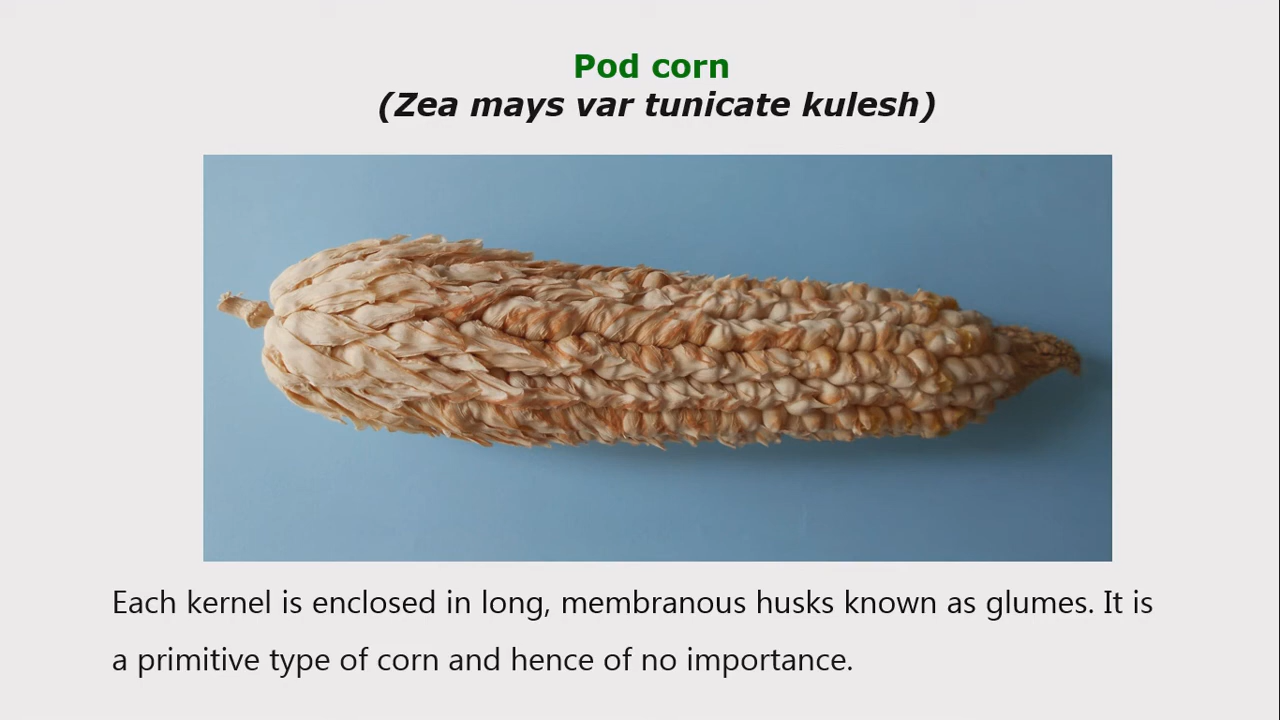 Pod corn
(Zea mays var tunicate kulesh)
Each kernel is enclosed in long, membranous husks known as glumes. It is
a primitive type of corn and hence of no importance.